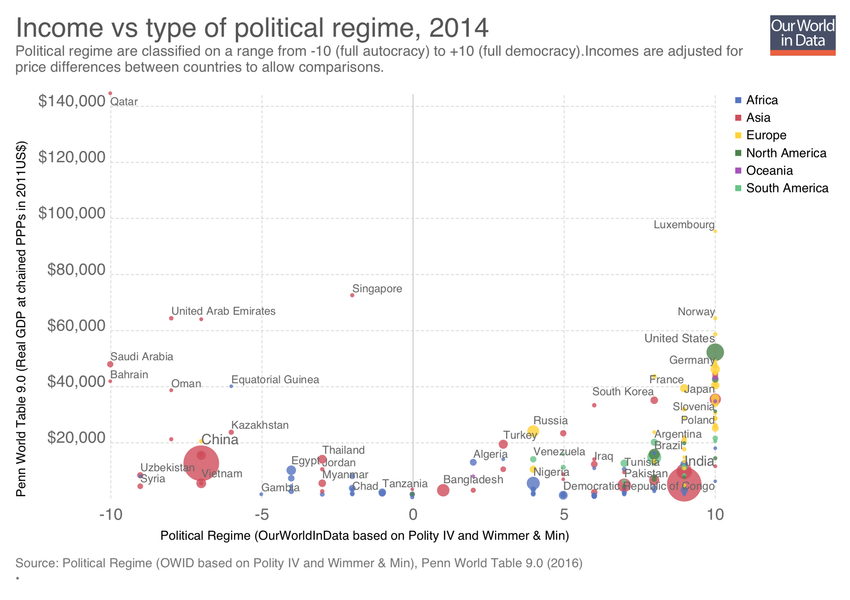 Income vs type of political regime, 2014
Our World
in Data
Political regime are classified on a range from -10 (full autocracy) to +10 (full democracy).Incomes are adjusted for
price differences between countries to allow comparisons.
Penn World Table 9.0 (Real GDP at chained PPPs in 2011US$)
$140,000
$120,000
$100,000
$80,000
$60,000
$40,000
$20,000
Africa
Asia
Europe
North America
Oceania
South America
Qatar
Luxembourg
Singapore
United Arab Emirates
Norway
United States
Saudi Arabia
Germany
Bahrain
Oman
Equatorial Guinea
France
Japan
South Korea
Slovenia
Kazakhstan
Russia
Poland
China
Turkey
Argentina
Thailand
Algeria
Venezuela
Iraq
Brazil
Uzbekistan
Egypt
Jordan
Tunisia
India
Syria
Vietnam
Myanmar
Nigeria
Pakistan
Gambia
Chad
Tanzania
Bangladesh
Democratic Republic of Congo
-10
-5
0
5
10
Political Regime (OurWorldInData based on Polity IV and Wimmer & Min)
Source: Political Regime (OWID based on Polity IV and Wimmer & Min), Penn World Table 9.0 (2016)